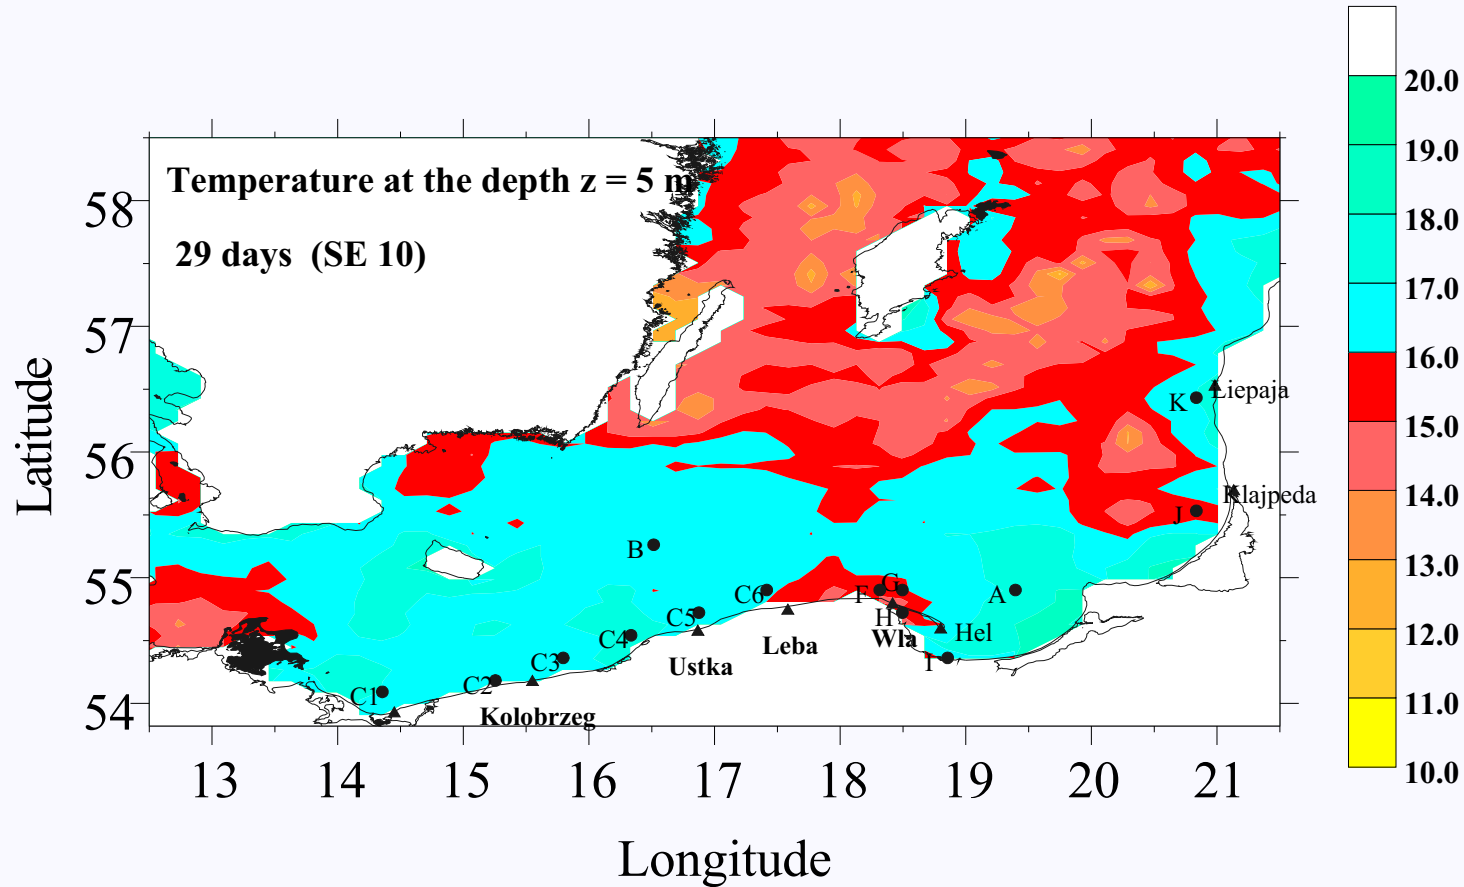 Temperature at the depth z = 5 m
29 days (SE 10)
20.0
19.0
18.0
17.0
16.0
15.0
14.0
13.0
12.0
11.0
10.0
58
57
56
55
54
Latitude
K
Liepaja
Klajpeda
J
B
C6
F
G
A
C5
H
C4
Wla
Hel
Leba
C3
Ustka
I
C2
C1
Kolobrzeg
13
14
15
16
17
18
19
20
21
Longitude